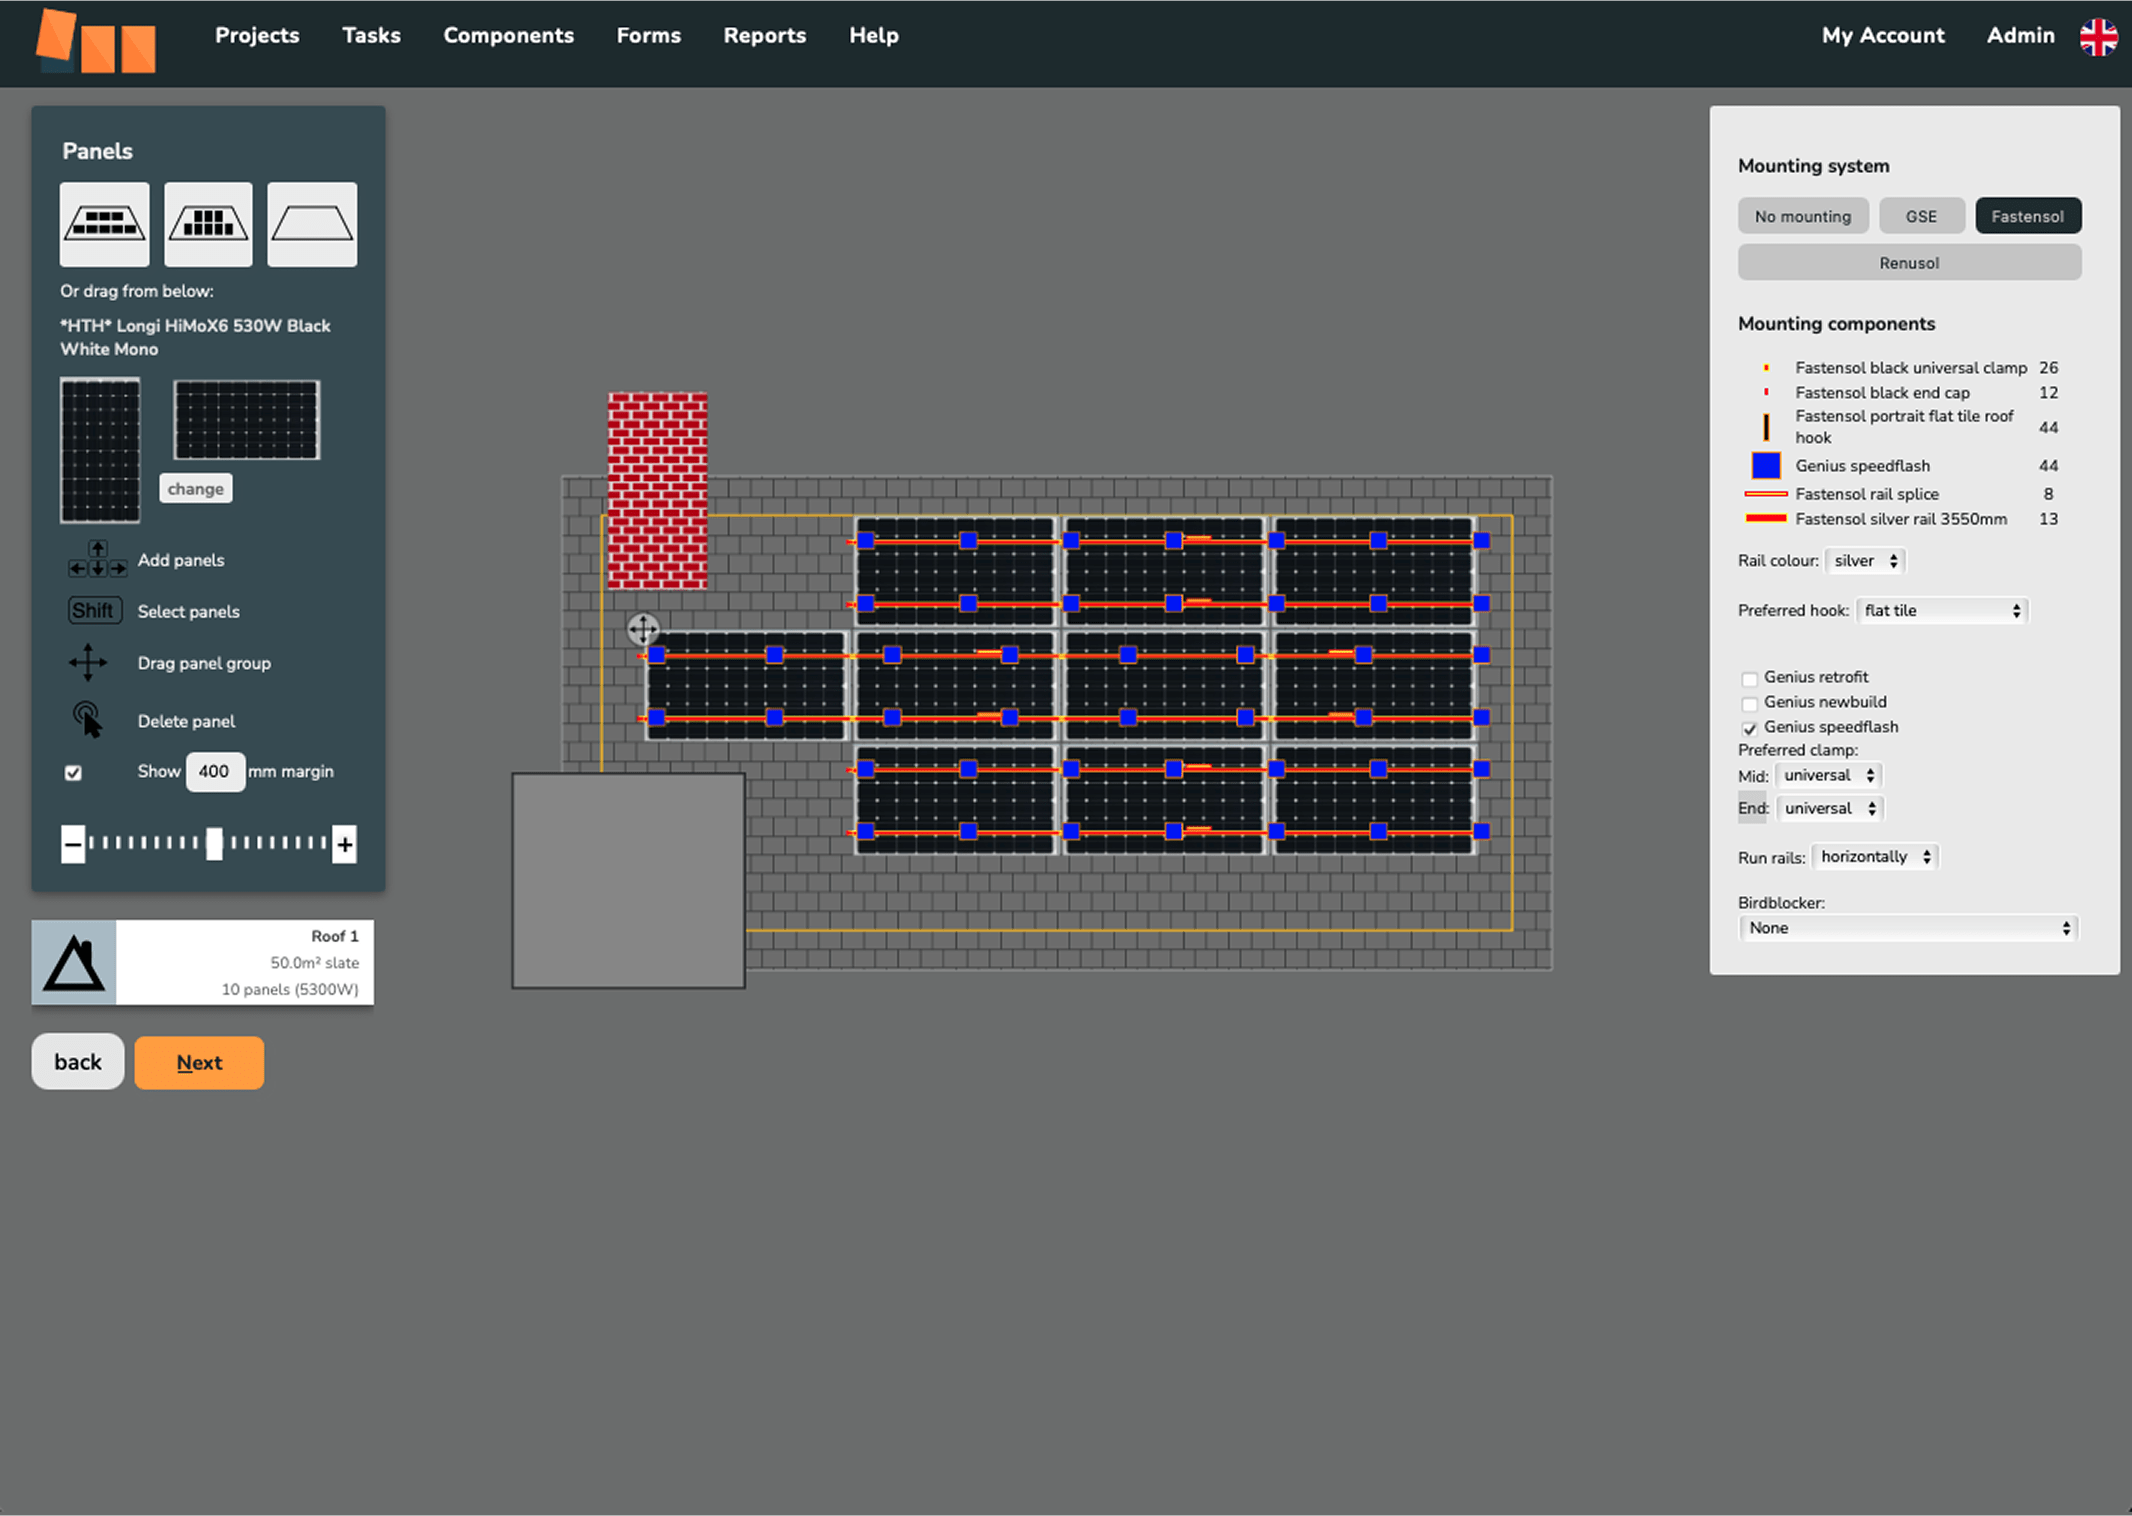 Projects Tasks Components Forms Reports Help My Account Admin
Panels
Or drag from below:
*HTH* Longi HiMoX6 530W Black
White Mono
change
Add panels
Shift Select panels
Drag panel group
Delete panel
Show 400 mm margin
− +
Roof 1
50.0m² slate
10 panels (5300W)
back Next
Mounting system
No mounting GSE Fastensol
Renusol
Mounting components
Fastensol black universal clamp 26
Fastensol black end cap 12
Fastensol portrait flat tile roof
hook 44
Genius speedflash 44
Fastensol rail splice 8
Fastensol silver rail 3550mm 13
Rail colour: silver
Preferred hook: flat tile
Genius retrofit
Genius newbuild
Genius speedflash
Preferred clamp:
Mid: universal
End: universal
Run rails: horizontally
Birdblocker:
None